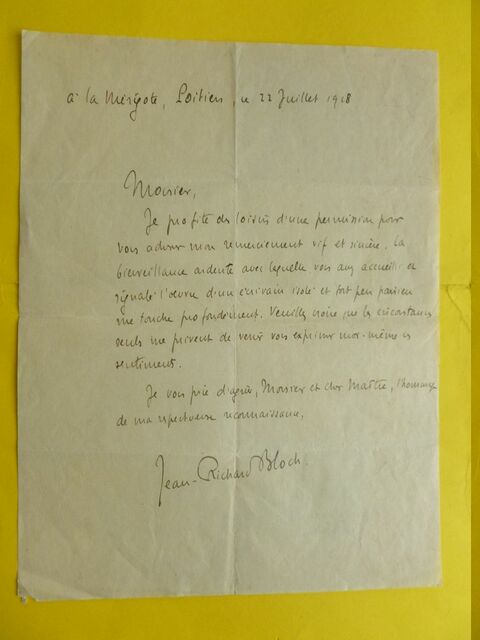 à la Mérigote, Poitiers, le 22 Juillet 1918
Monsieur,
Je profite des loisirs d'une permission pour
vous adresser mon remerciement vif et sincère. La
bienveillance ardente avec laquelle vous avez accueilli et
signalé l'œuvre d'un écrivain isolé et fort peu parisien
me touche profondément. Veuillez croire que les circonstances
seules me privent de venir vous exprimer moi-même ces
sentiments.
Je vous prie d'agréer, Monsieur et cher Maître, l'hommage
de ma respectueuse reconnaissance.
Jean-Richard Bloch.